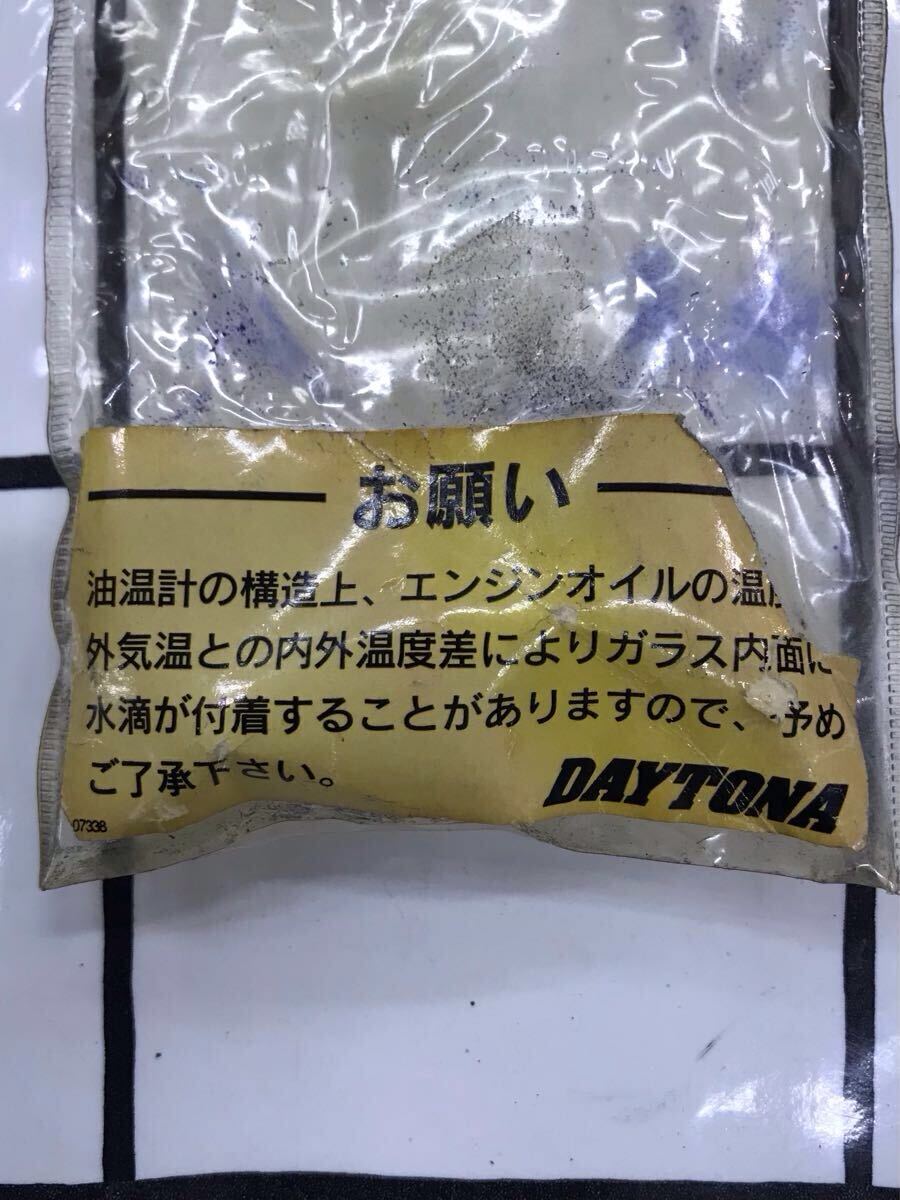 お願い
油温計の構造上、エンジンオイルの温度
外気温との内外温度差によりガラス内面に
水滴が付着することがありますので、予め
ご了承下さい。
DAYTONA
07338